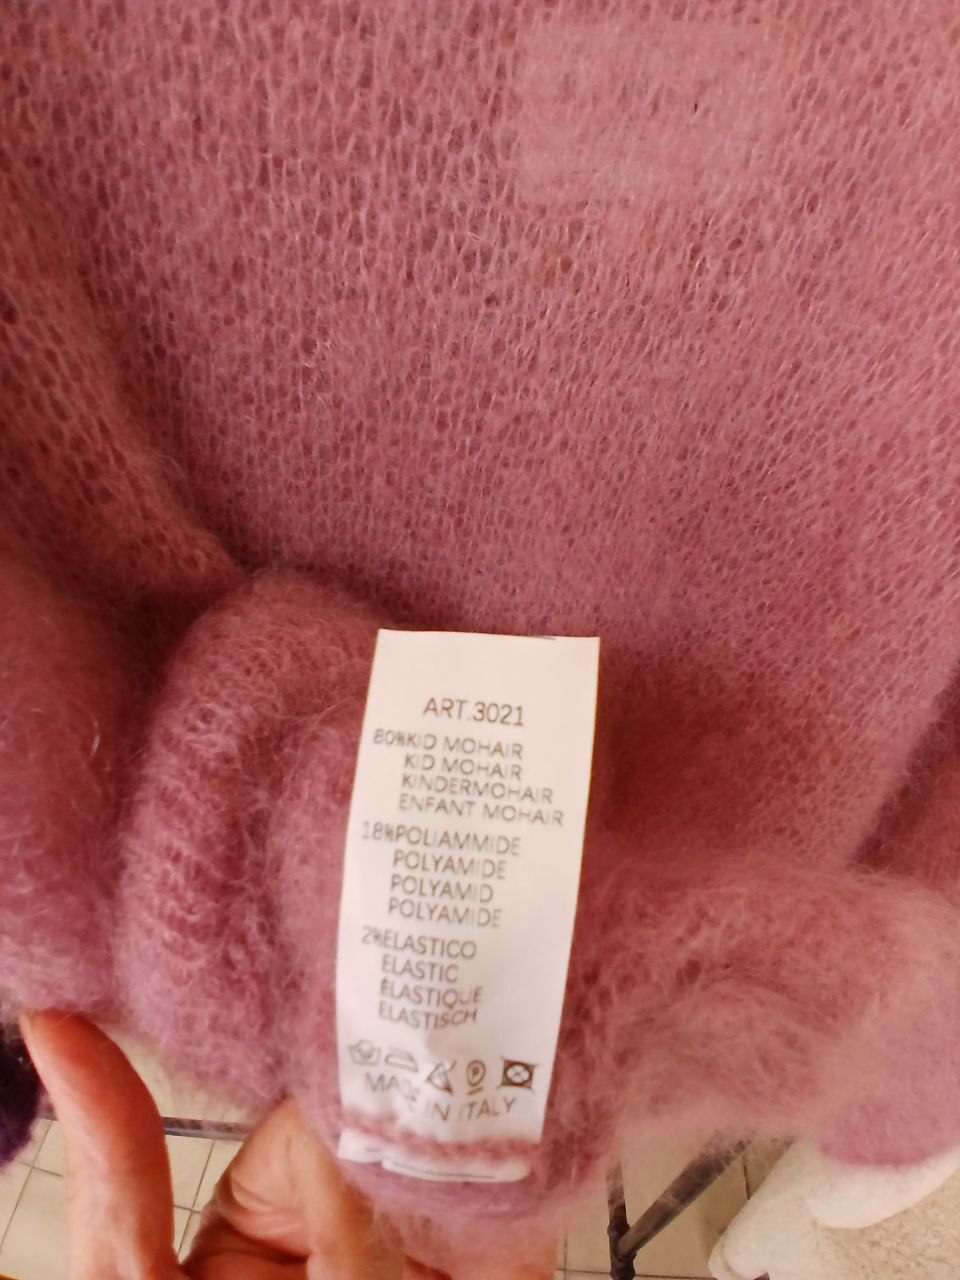 ART.3021
80%KID MOHAIR
KID MOHAIR
KINDERMOHAIR
ENFANT MOHAIR
18%POLIAMMIDE
POLYAMIDE
POLYAMID
POLYAMIDE
2%ELASTICO
ELASTIC
ELASTIQUE
ELASTISCH
P
MADE IN ITALY